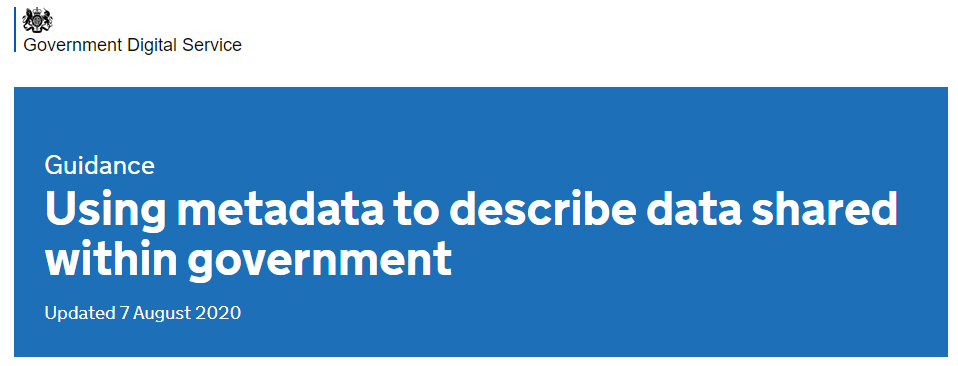 Government Digital Service
Guidance
Using metadata to describe data shared
within government
Updated 7 August 2020